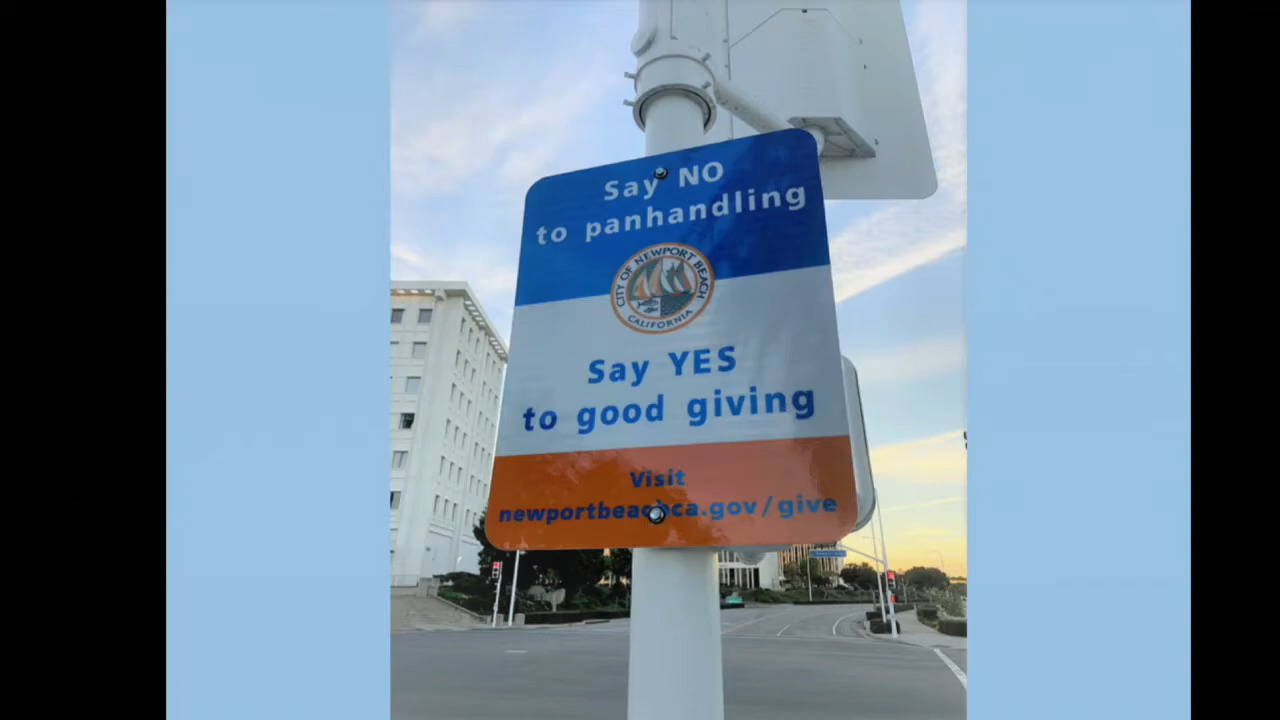 Say NO
to panhandling
CITY OF NEWPORT BEACH
CALIFORNIA
Say YES
to good giving
Visit
newportbeachca.gov/give